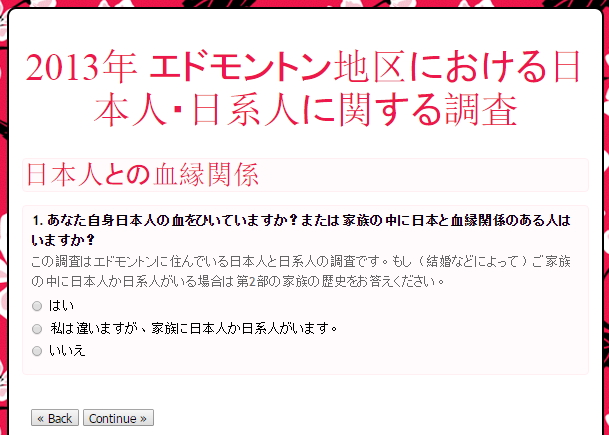 2013年 エドモントン地区における日
本人・日系人に関する調査
日本人との血縁関係
1. あなた自身日本人の血をひいていますか？または家族の中に日本と血縁関係のある人は
いますか？
この調査はエドモントンに住んでいる日本人と日系人の調査です。もし（結婚などによって）ご家族
の中に日本人か日系人がいる場合は第2部の家族の歴史をお答えください。
はい
私は違いますが、家族に日本人か日系人がいます。
いいえ
« Back Continue »